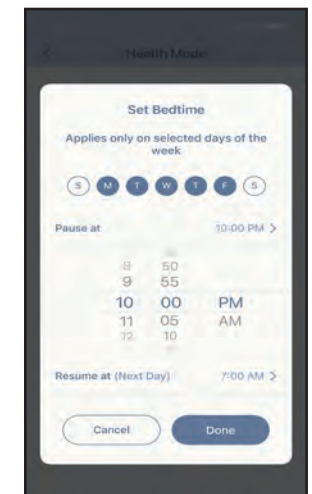 Health Mode
Set Bedtime
Applies only on selected days of the
week
S M T W T F S
Pause at 10:00 PM >
8 50
9 55
10 00 PM
11 05 AM
12 10
Resume at (Next Day) 7:00 AM >
Cancel Done